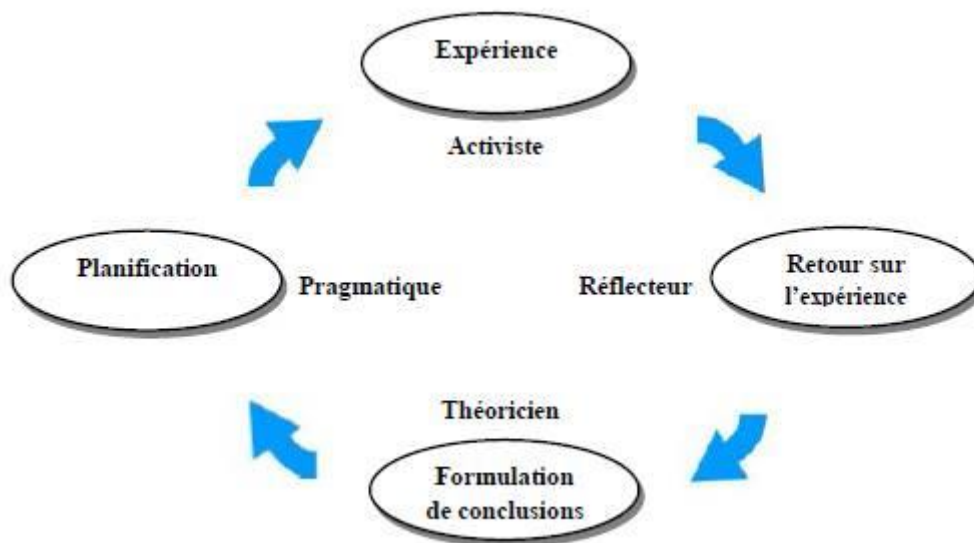 Expérience
Activiste
Planification
Pragmatique
Réflecteur
Retour sur
l'expérience
Théoricien
Formulation
de conclusions